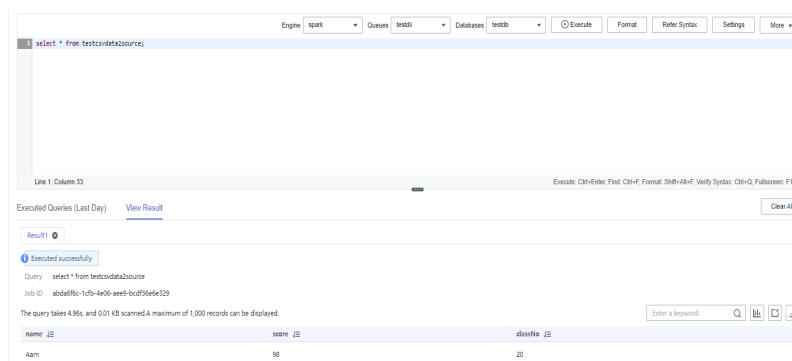 Engine spark Queues testdli Databases testdb Execute Format Refer Syntax Settings More
1 select * from testcsvdata2source;
Line 1, Column 33 Execute: Ctrl+Enter, Find: Ctrl+F, Format: Shift+Alt+F, Verify Syntax: Ctrl+Q, Fullscreen: F1
Executed Queries (Last Day) View Result Clear Al
Result1
Executed successfully
Query select * from testcsvdata2source
Job ID abda6f6c-1cfb-4e06-aee9-bcdf36e6e329
The query takes 4.96s, and 0.01 KB scanned.A maximum of 1,000 records can be displayed. Enter a keyword.
name score classNo
Aarn 98 20